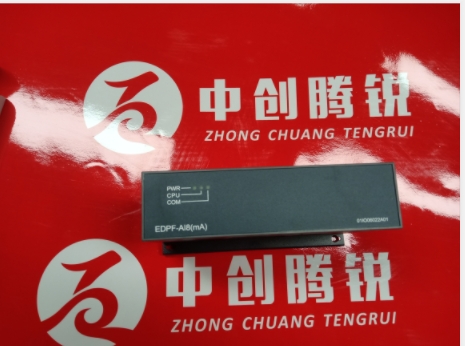 中创腾锐
ZHONG CHUANG TENGRUI
PWR
CPU
COM
EDPF-AI8(mA)
中创腾锐
ZHONG CHUANG TENGRUI